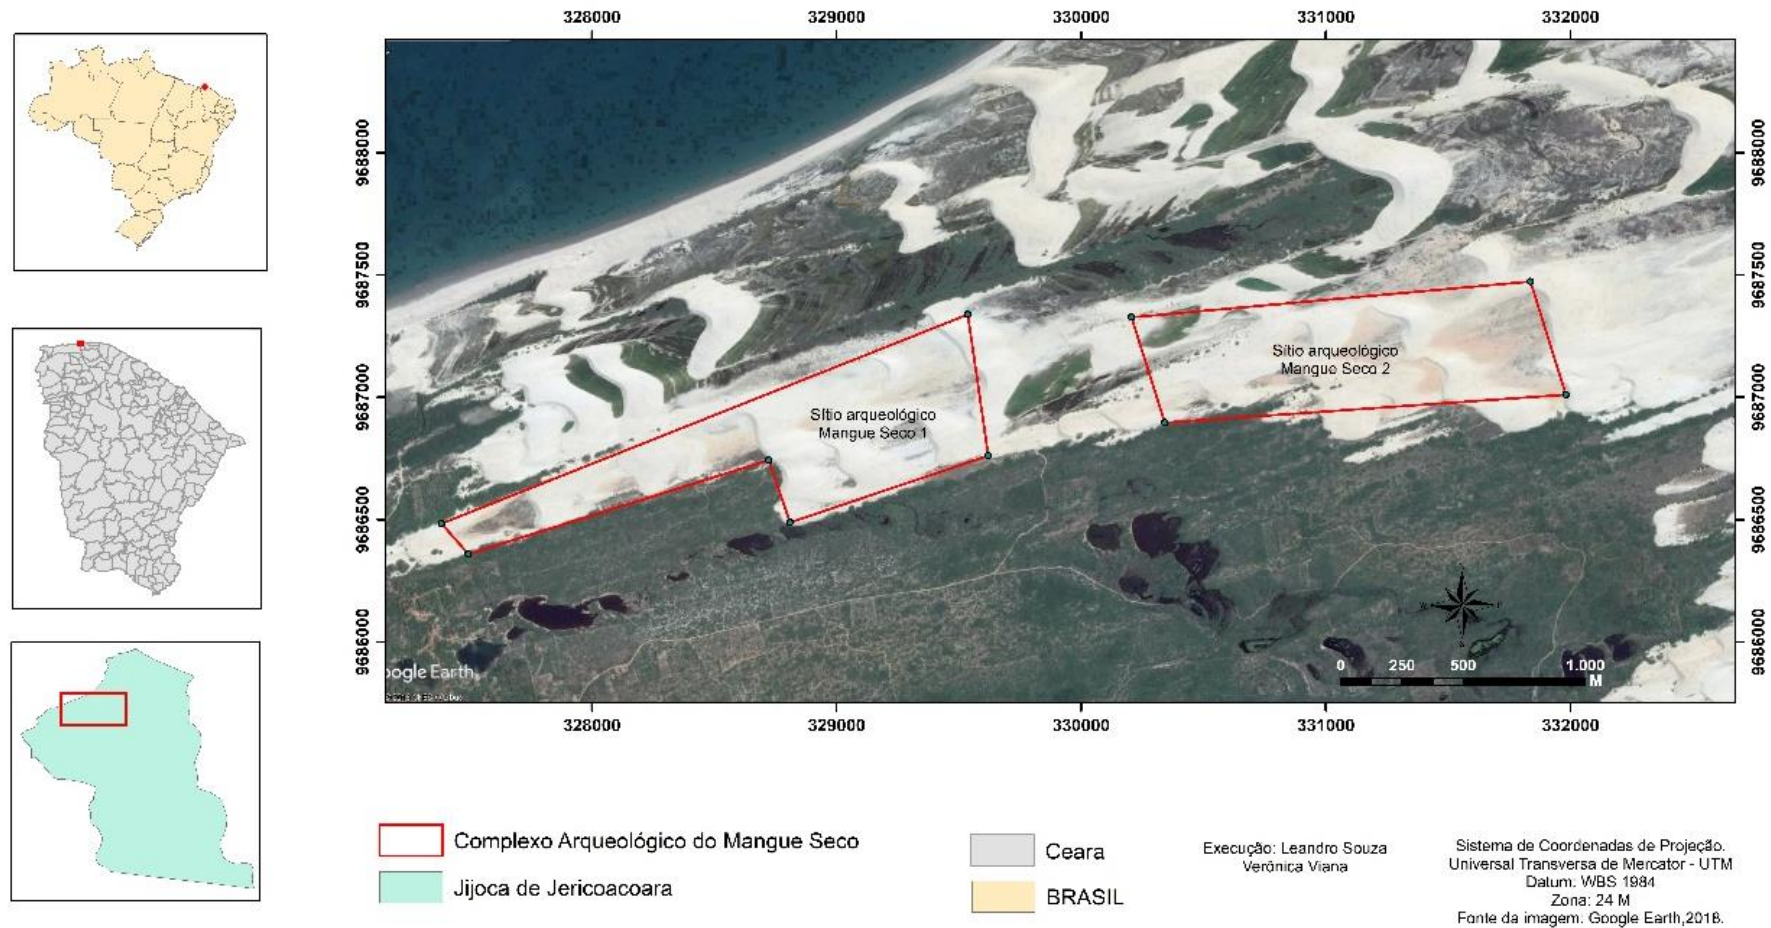 328000
329000
330000
331000
332000
9688000
9687500
9687000
9686500
9686000
9688000
9687500
9687000
9686500
9686000
Sítio arqueológico
Mangue Seco 1
Sítio arqueológico
Mangue Seco 2
oogle Earth
0 250 500 1.000
M
328000
329000
330000
331000
332000
Complexo Arqueológico do Mangue Seco
Jijoca de Jericoacoara
Ceara
BRASIL
Execução: Leandro Souza
Verônica Viana
Sistema de Coordenadas de Projeção.
Universal Transversa de Mercator - UTM
Datum: WBS 1984
Zona: 24 M
Fonte da imagem: Google Earth,2018.